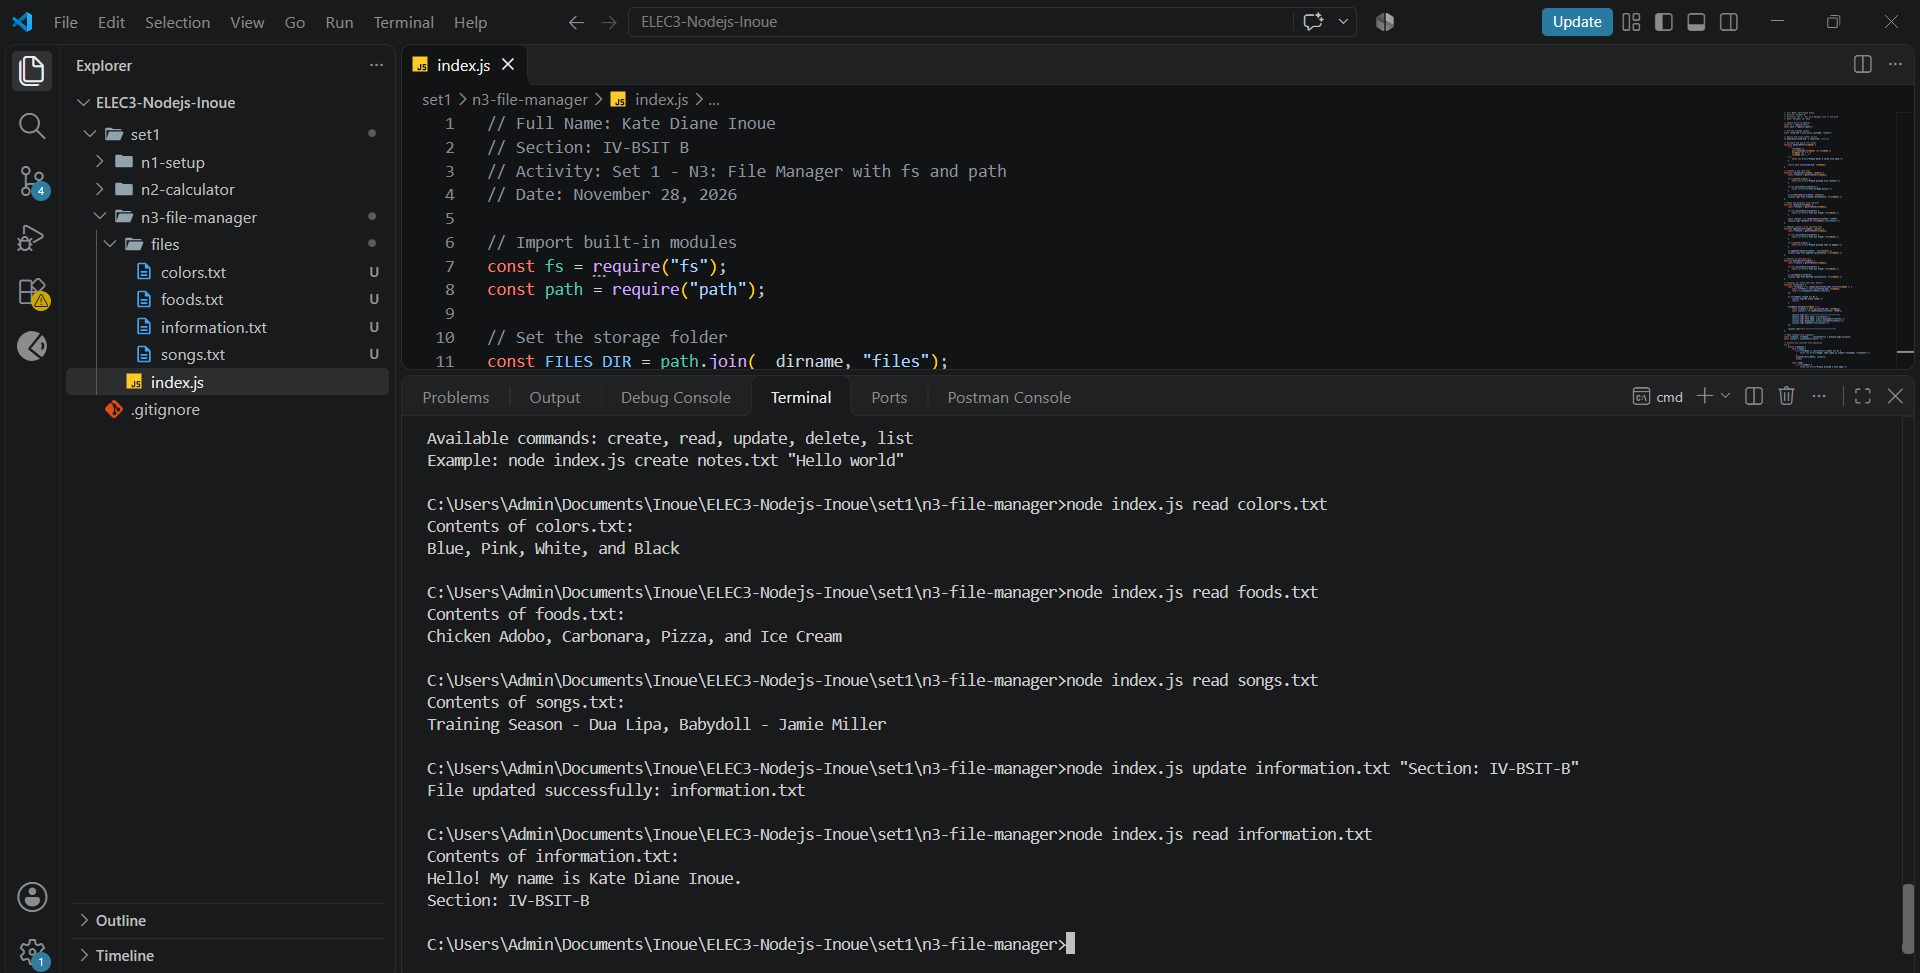 File Edit Selection View Go Run Terminal Help
ELEC3-Nodejs-Inoue
Update
Explorer
ELEC3-Nodejs-Inoue
set1
n1-setup
n2-calculator
n3-file-manager
files
colors.txt U
foods.txt U
information.txt U
songs.txt U
JS index.js
.gitignore
4
1
Outline
Timeline
JS index.js
set1 > n3-file-manager > JS index.js > ...
1 // Full Name: Kate Diane Inoue
2 // Section: IV-BSIT B
3 // Activity: Set 1 - N3: File Manager with fs and path
4 // Date: November 28, 2026
5
6 // Import built-in modules
7 const fs = require("fs");
8 const path = require("path");
9
10 // Set the storage folder
11 const FILES_DIR = path.join(__dirname, "files");
Problems Output Debug Console Terminal Ports Postman Console
cmd
Available commands: create, read, update, delete, list
Example: node index.js create notes.txt "Hello world"
C:\Users\Admin\Documents\Inoue\ELEC3-Nodejs-Inoue\set1\n3-file-manager>node index.js read colors.txt
Contents of colors.txt:
Blue, Pink, White, and Black
C:\Users\Admin\Documents\Inoue\ELEC3-Nodejs-Inoue\set1\n3-file-manager>node index.js read foods.txt
Contents of foods.txt:
Chicken Adobo, Carbonara, Pizza, and Ice Cream
C:\Users\Admin\Documents\Inoue\ELEC3-Nodejs-Inoue\set1\n3-file-manager>node index.js read songs.txt
Contents of songs.txt:
Training Season - Dua Lipa, Babydoll - Jamie Miller
C:\Users\Admin\Documents\Inoue\ELEC3-Nodejs-Inoue\set1\n3-file-manager>node index.js update information.txt "Section: IV-BSIT-B"
File updated successfully: information.txt
C:\Users\Admin\Documents\Inoue\ELEC3-Nodejs-Inoue\set1\n3-file-manager>node index.js read information.txt
Contents of information.txt:
Hello! My name is Kate Diane Inoue.
Section: IV-BSIT-B
C:\Users\Admin\Documents\Inoue\ELEC3-Nodejs-Inoue\set1\n3-file-manager>